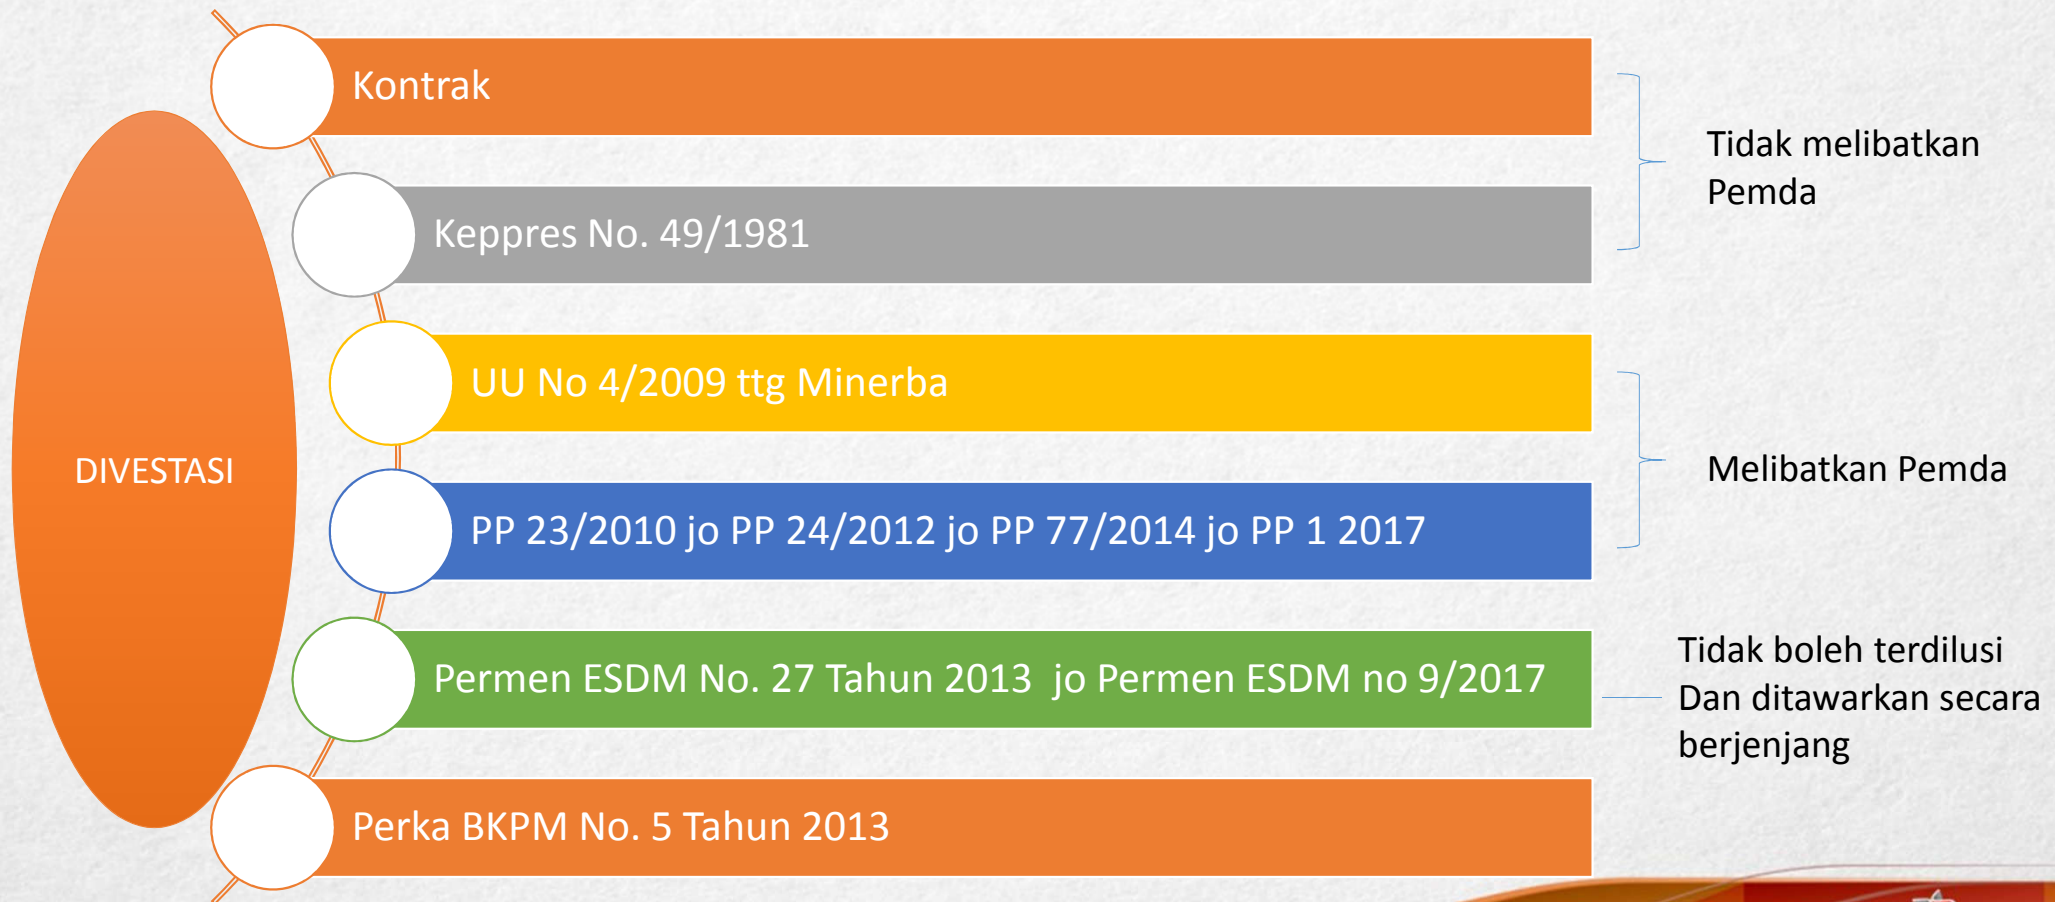 Kontrak
Tidak melibatkan
Pemda
Keppres No. 49/1981
UU No 4/2009 ttg Minerba
DIVESTASI
Melibatkan Pemda
PP 23/2010 jo PP 24/2012 jo PP 77/2014 jo PP 1 2017
Permen ESDM No. 27 Tahun 2013  jo Permen ESDM no 9/2017
Tidak boleh terdilusi
Dan ditawarkan secara
berjenjang
Perka BKPM No. 5 Tahun 2013